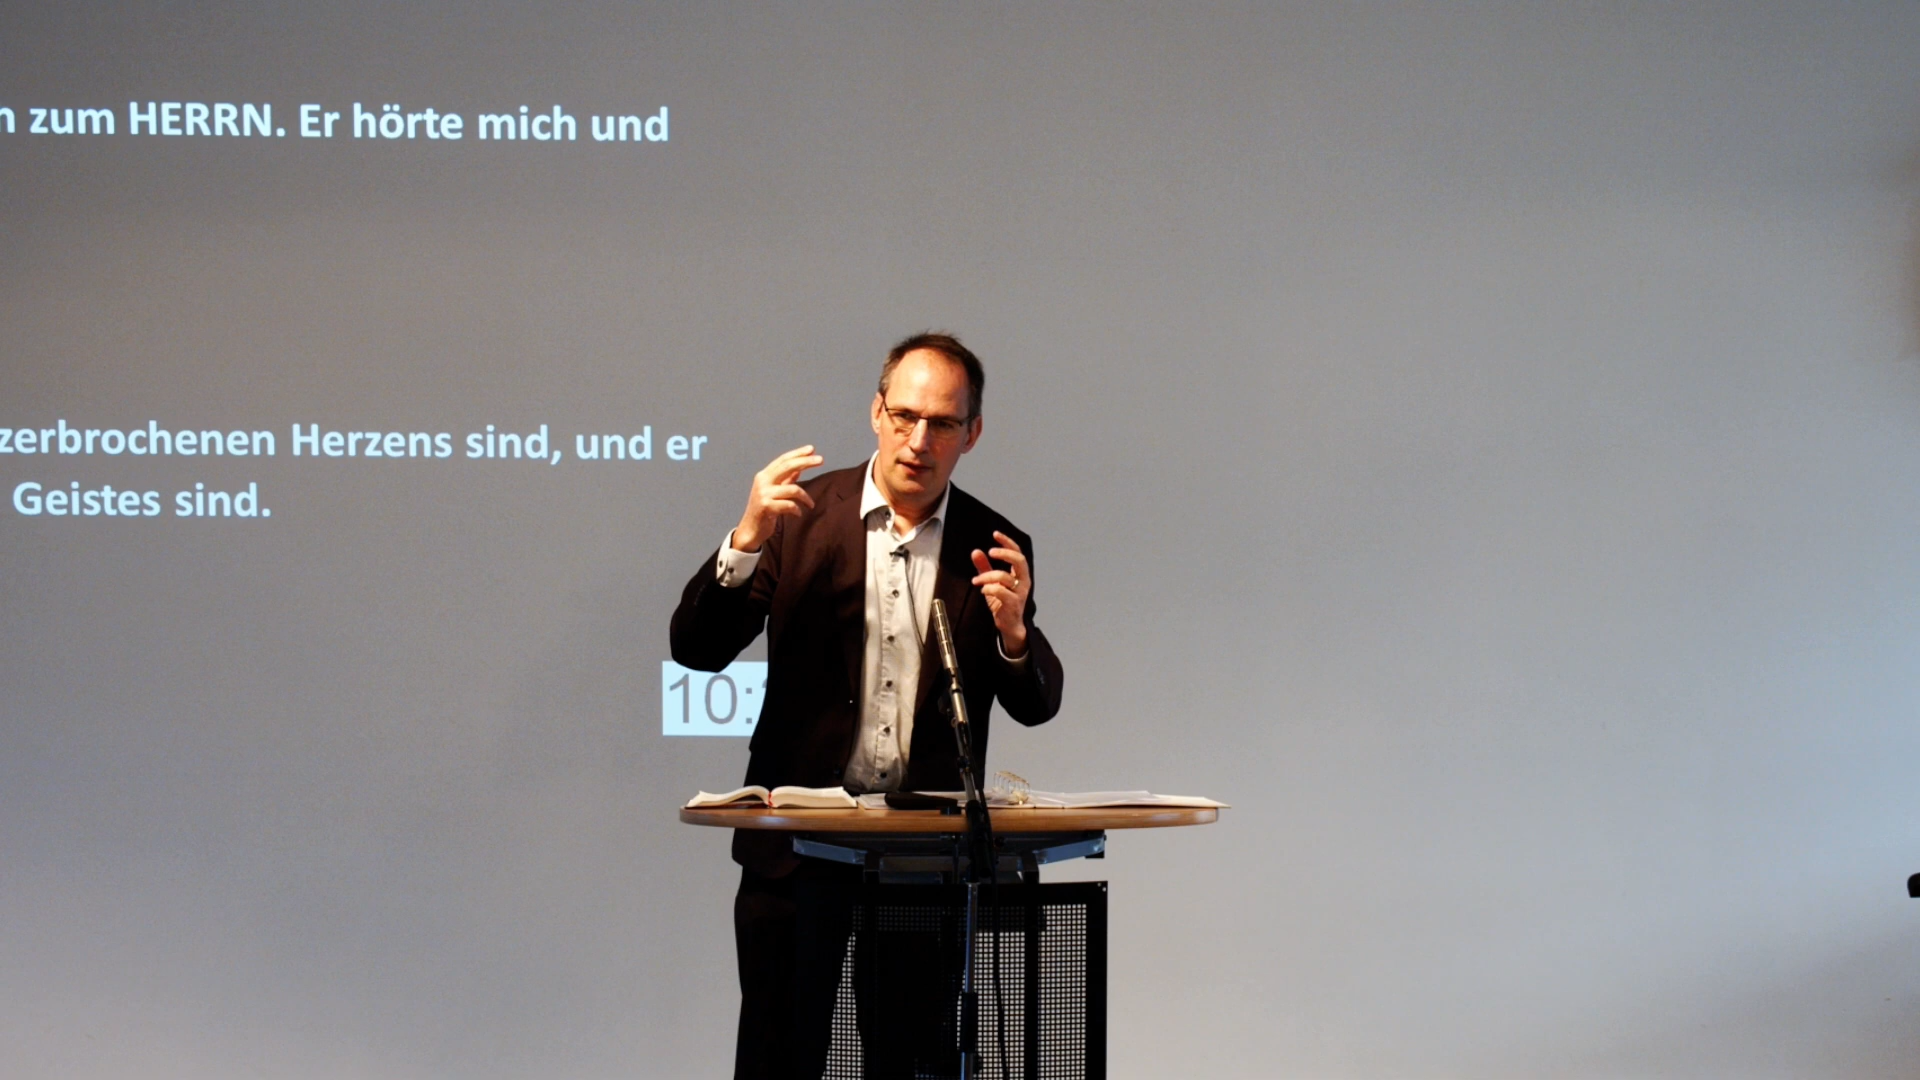 zum HERRN. Er hörte mich und
zerbrochenen Herzens sind, und er
Geistes sind.
10: